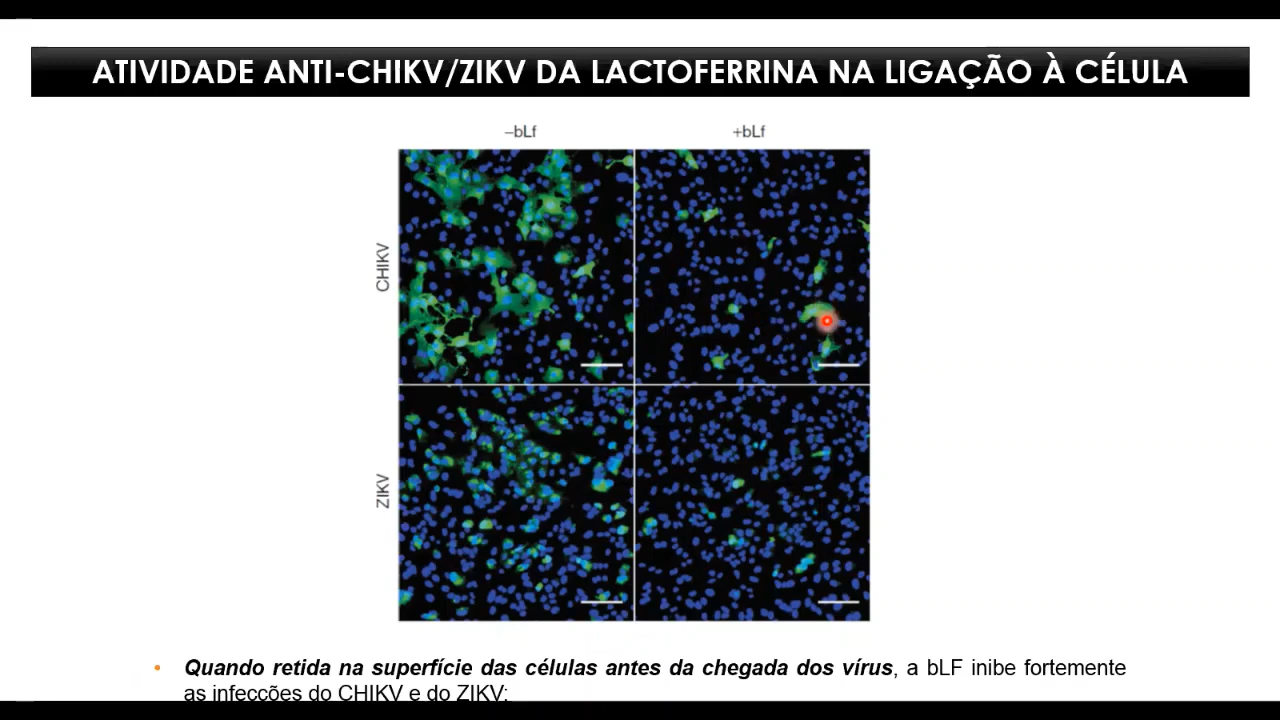 ATIVIDADE ANTI-CHIKV/ZIKV DA LACTOFERRINA NA LIGAÇÃO À CÉLULA
–bLf +bLf
CHIKV
ZIKV
• Quando retida na superfície das células antes da chegada dos vírus, a bLF inibe fortemente
as infecções do CHIKV e do ZIKV;